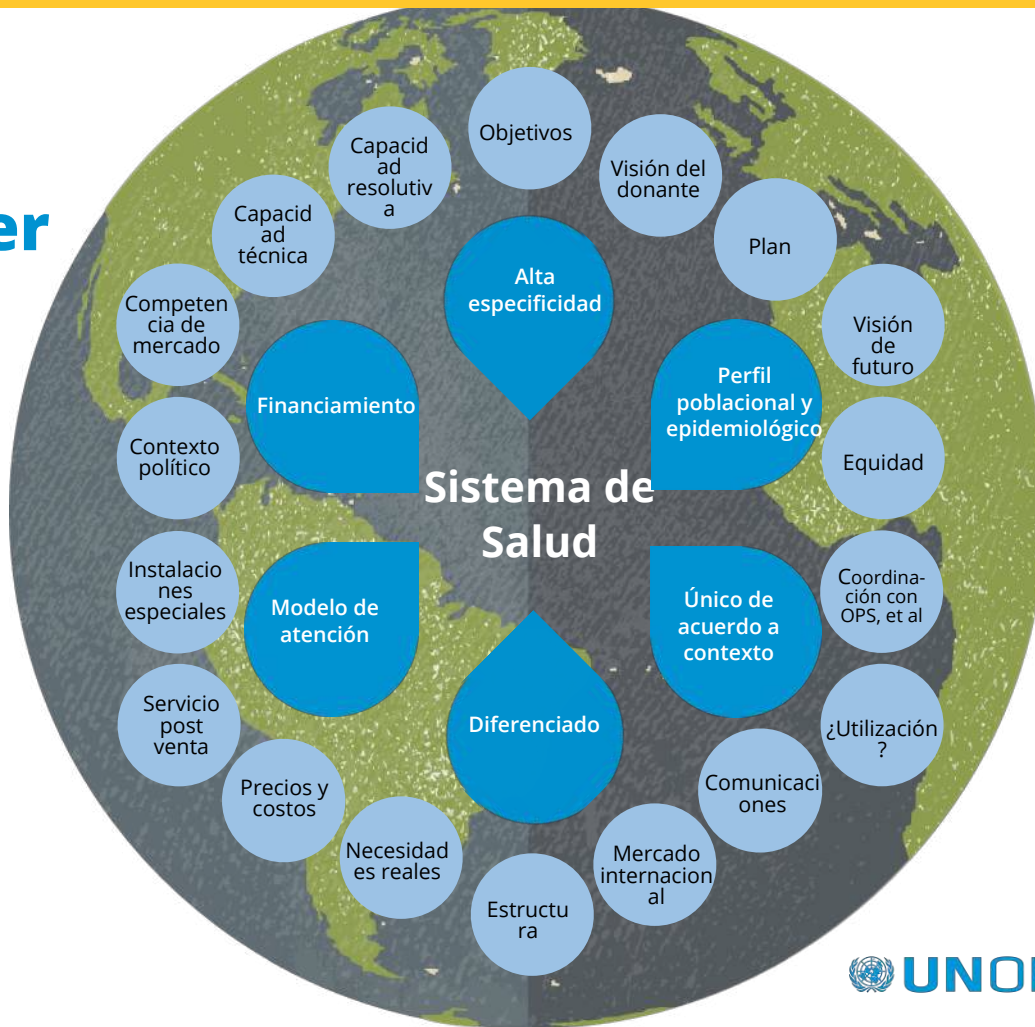 er
Objetivos
Capacid
ad
resolutiv
a
Visión del
donante
Capacid
ad
técnica
Plan
Alta
especificidad
Competen
cia de
mercado
Visión
de
futuro
Financiamiento
Perfil
poblacional y
epidemiológico
Contexto
político
Equidad
Sistema de
Salud
Instalacio
nes
especiales
Coordina-
ción con
OPS, et al
Modelo de
atención
Único de
acuerdo a
contexto
Servicio
post
venta
Diferenciado
¿Utilización
?
Precios y
costos
Comunicaci
ones
Necesidad
es reales
Mercado
internacion
al
Estructu
ra